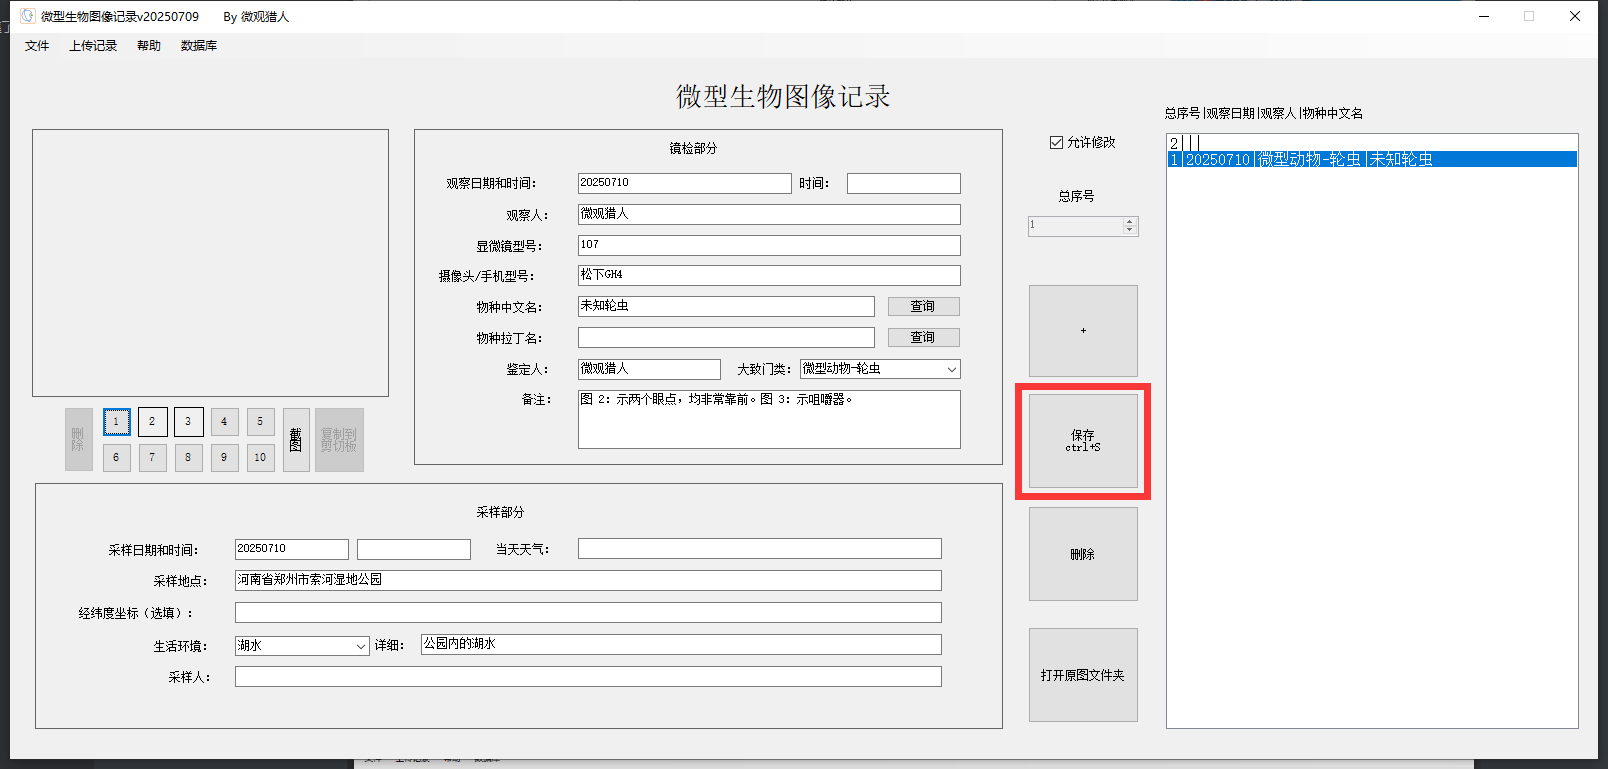 微型生物图像记录v20250709 By 微观猎人
文件 上传记录 帮助 数据库
微型生物图像记录
镜检部分
观察日期和时间： 20250710 时间：
观察人： 微观猎人
显微镜型号： 107
摄像头/手机型号： 松下GH4
物种中文名： 未知轮虫 查询
物种拉丁名： 查询
鉴定人： 微观猎人 大致门类： 微型动物-轮虫
备注： 图 2：示两个眼点，均非常靠前。图 3：示咀嚼器。
删除
1 2 3 4 5
6 7 8 9 10
截图
复制到剪切板
采样部分
采样日期和时间： 20250710 当天天气：
采样地点： 河南省郑州市索河湿地公园
经纬度坐标（选填）：
生活环境： 湖水 详细： 公园内的湖水
采样人：
允许修改
总序号
1
+
保存
ctrl+S
删除
打开原图文件夹
总序号|观察日期|观察人|物种中文名
2|||
1|20250710|微型动物-轮虫|未知轮虫